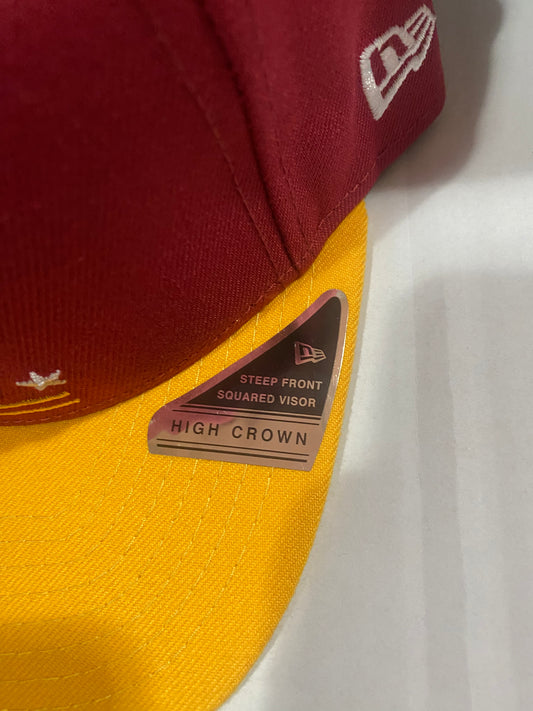 STEEP FRONT
SQUARED VISOR
HIGH CROWN